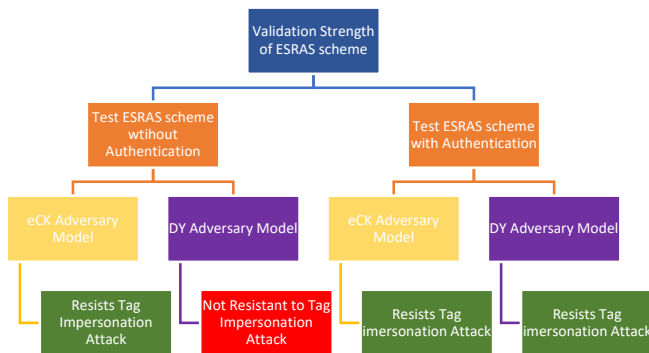 Validation Strength
of ESRAS scheme
Test ESRAS scheme
wtihout
Authentication
Test ESRAS scheme
with Authentication
eCK Adversary
Model
DY Adversary Model
eCK Adversary
Model
DY Adversary Model
Resists Tag
Impersonation
Attack
Not Resistant to Tag
Impersonation
Attack
Resists Tag
imersonation Attack
Resists Tag
imersonation Attack